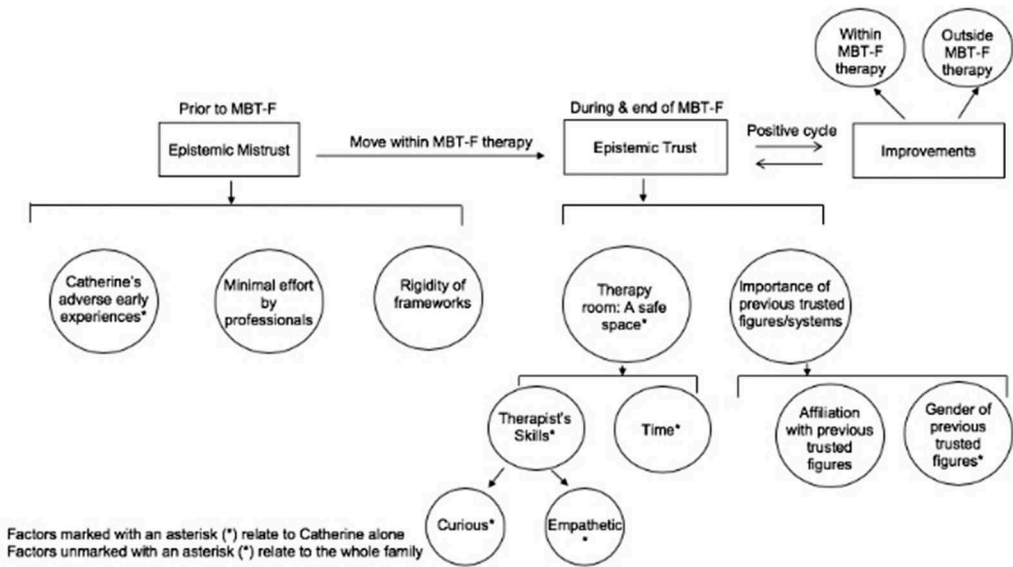 Within
MBT-F
therapy
Outside
MBT-F
therapy
Prior to MBT-F
During & end of MBT-F
Epistemic Mistrust
Move within MBT-F therapy
Epistemic Trust
Positive cycle
Improvements
Catherine's
adverse early
experiences*
Minimal effort
by
professionals
Rigidity of
frameworks
Therapy
room: A safe
space*
Importance of
previous trusted
figures/systems
Therapist's
Skills*
Time*
Affiliation
with previous
trusted
figures
Gender of
previous
trusted
figures*
Curious*
Empathetic
*
Factors marked with an asterisk (*) relate to Catherine alone
Factors unmarked with an asterisk (*) relate to the whole family